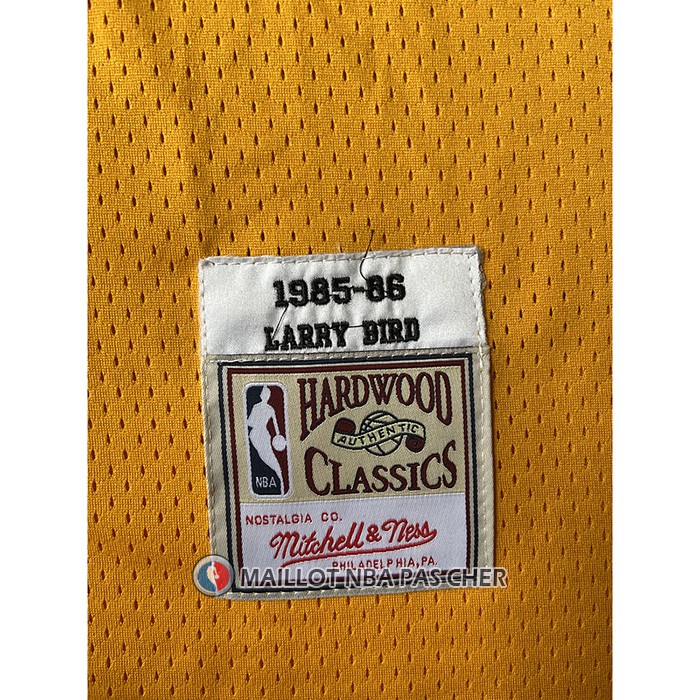 1985-86
LARRY BIRD
HARDWOOD
AUTHENTIC
CLASSICS
NBA
NOSTALGIA CO.
Mitchell & Ness
PHILADELPHIA, PA.
MAILLOT NBA PAS CHER